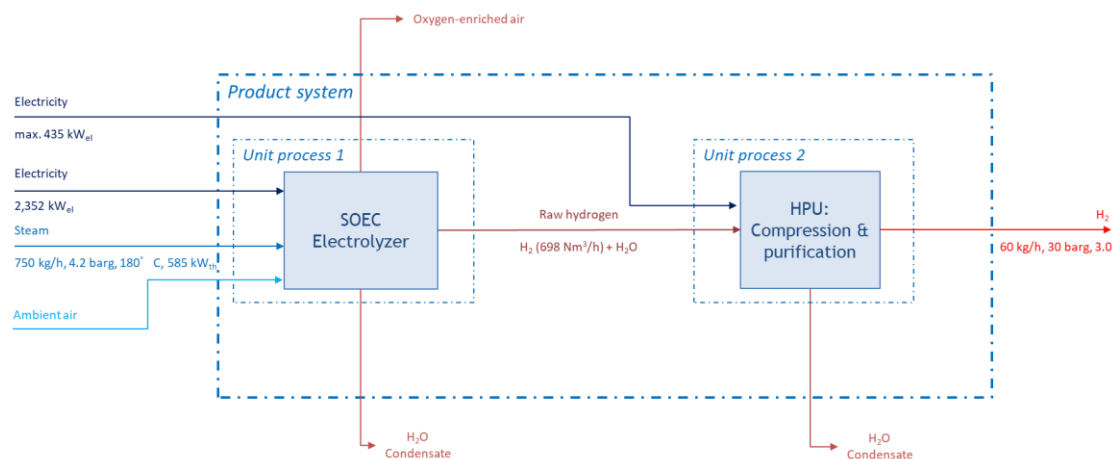 Oxygen-enriched air
Product system
Electricity
max. 435 kWel
Unit process 1
Unit process 2
Electricity
2,352 kWel
SOEC
Electrolyzer
Raw hydrogen
H2 (698 Nm3/h) + H2O
HPU:
Compression &
purification
H2
60 kg/h, 30 barg, 3.0
Steam
750 kg/h, 4.2 barg, 180° C, 585 kWth
Ambient air
H2O
Condensate
H2O
Condensate